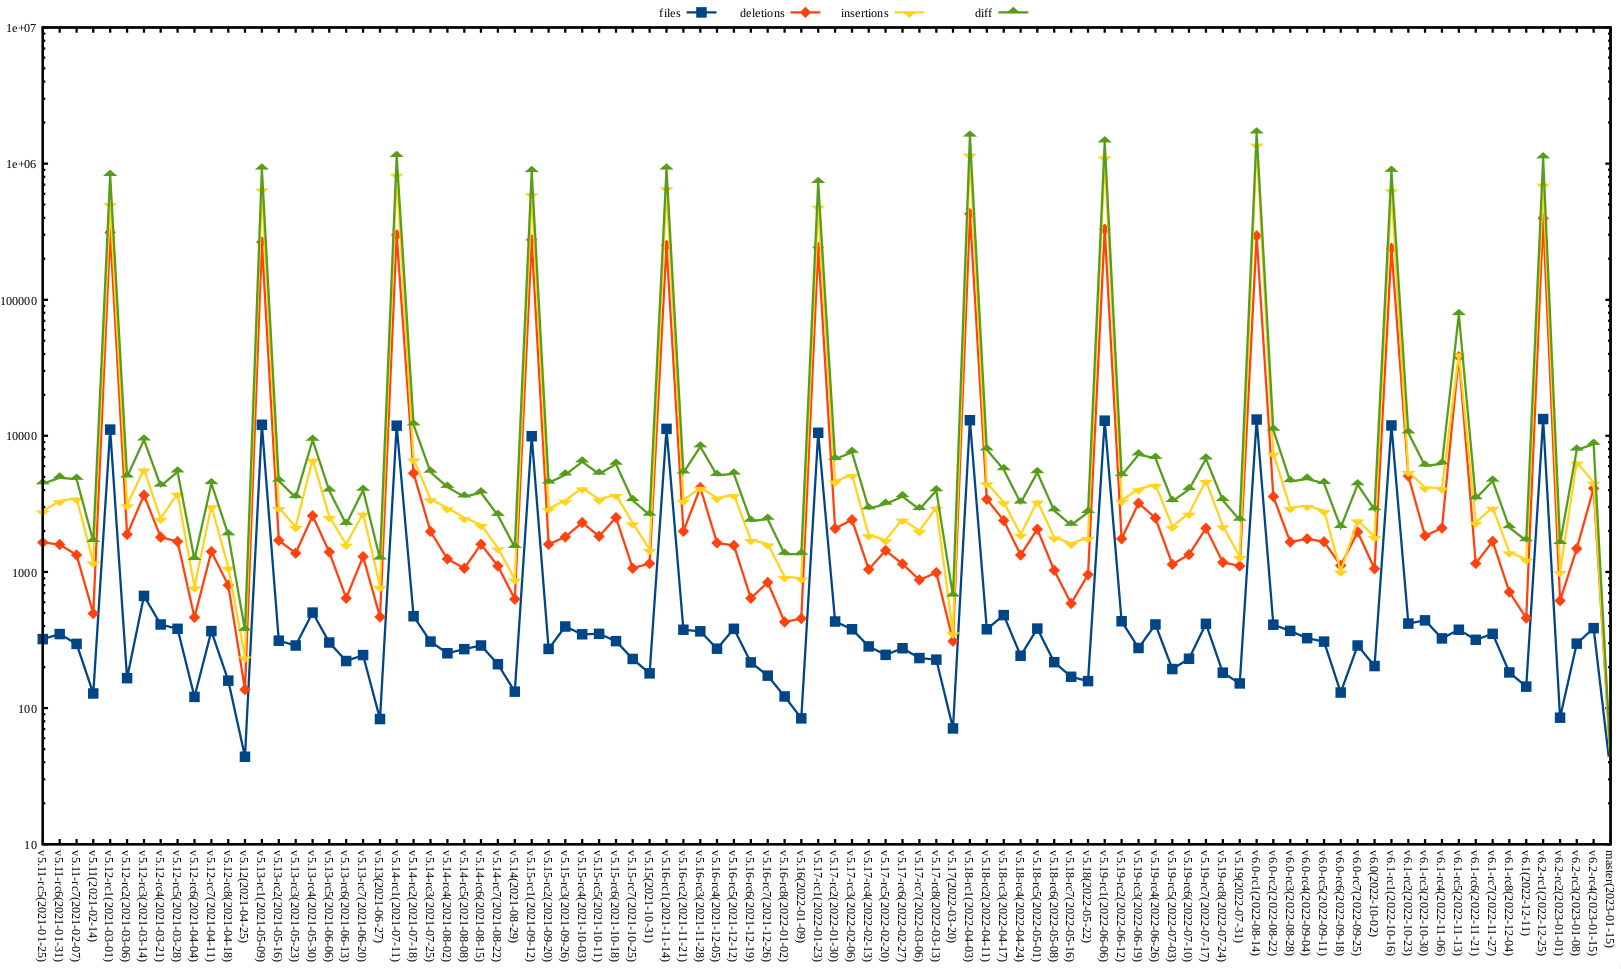 files
deletions
insertions
diff
1e+07
1e+06
100000
10000
1000
100
10
v5.11-rc5(2021-01-25)
v5.11-rc6(2021-01-31)
v5.11-rc7(2021-02-07)
v5.11(2021-02-14)
v5.12-rc1(2021-03-01)
v5.12-rc2(2021-03-06)
v5.12-rc3(2021-03-14)
v5.12-rc4(2021-03-21)
v5.12-rc5(2021-03-28)
v5.12-rc6(2021-04-04)
v5.12-rc7(2021-04-11)
v5.12-rc8(2021-04-18)
v5.12(2021-04-25)
v5.13-rc1(2021-05-09)
v5.13-rc2(2021-05-16)
v5.13-rc3(2021-05-23)
v5.13-rc4(2021-05-30)
v5.13-rc5(2021-06-06)
v5.13-rc6(2021-06-13)
v5.13-rc7(2021-06-20)
v5.13(2021-06-27)
v5.14-rc1(2021-07-11)
v5.14-rc2(2021-07-18)
v5.14-rc3(2021-07-25)
v5.14-rc4(2021-08-02)
v5.14-rc5(2021-08-08)
v5.14-rc6(2021-08-15)
v5.14-rc7(2021-08-22)
v5.14(2021-08-29)
v5.15-rc1(2021-09-12)
v5.15-rc2(2021-09-20)
v5.15-rc3(2021-09-26)
v5.15-rc4(2021-10-03)
v5.15-rc5(2021-10-11)
v5.15-rc6(2021-10-18)
v5.15-rc7(2021-10-25)
v5.15(2021-10-31)
v5.16-rc1(2021-11-14)
v5.16-rc2(2021-11-21)
v5.16-rc3(2021-11-28)
v5.16-rc4(2021-12-05)
v5.16-rc5(2021-12-12)
v5.16-rc6(2021-12-19)
v5.16-rc7(2021-12-26)
v5.16-rc8(2022-01-02)
v5.16(2022-01-09)
v5.17-rc1(2022-01-23)
v5.17-rc2(2022-01-30)
v5.17-rc3(2022-02-06)
v5.17-rc4(2022-02-13)
v5.17-rc5(2022-02-20)
v5.17-rc6(2022-02-27)
v5.17-rc7(2022-03-06)
v5.17-rc8(2022-03-13)
v5.17(2022-03-20)
v5.18-rc1(2022-04-03)
v5.18-rc2(2022-04-11)
v5.18-rc3(2022-04-17)
v5.18-rc4(2022-04-24)
v5.18-rc5(2022-05-01)
v5.18-rc6(2022-05-08)
v5.18-rc7(2022-05-16)
v5.18(2022-05-22)
v5.19-rc1(2022-06-06)
v5.19-rc2(2022-06-12)
v5.19-rc3(2022-06-19)
v5.19-rc4(2022-06-26)
v5.19-rc5(2022-07-03)
v5.19-rc6(2022-07-10)
v5.19-rc7(2022-07-17)
v5.19-rc8(2022-07-24)
v5.19(2022-07-31)
v6.0-rc1(2022-08-14)
v6.0-rc2(2022-08-22)
v6.0-rc3(2022-08-28)
v6.0-rc4(2022-09-04)
v6.0-rc5(2022-09-11)
v6.0-rc6(2022-09-18)
v6.0-rc7(2022-09-25)
v6.0(2022-10-02)
v6.1-rc1(2022-10-16)
v6.1-rc2(2022-10-23)
v6.1-rc3(2022-10-30)
v6.1-rc4(2022-11-06)
v6.1-rc5(2022-11-13)
v6.1-rc6(2022-11-21)
v6.1-rc7(2022-11-27)
v6.1-rc8(2022-12-04)
v6.1(2022-12-11)
v6.2-rc1(2022-12-25)
v6.2-rc2(2023-01-01)
v6.2-rc3(2023-01-08)
v6.2-rc4(2023-01-15)
master(2023-01-15)